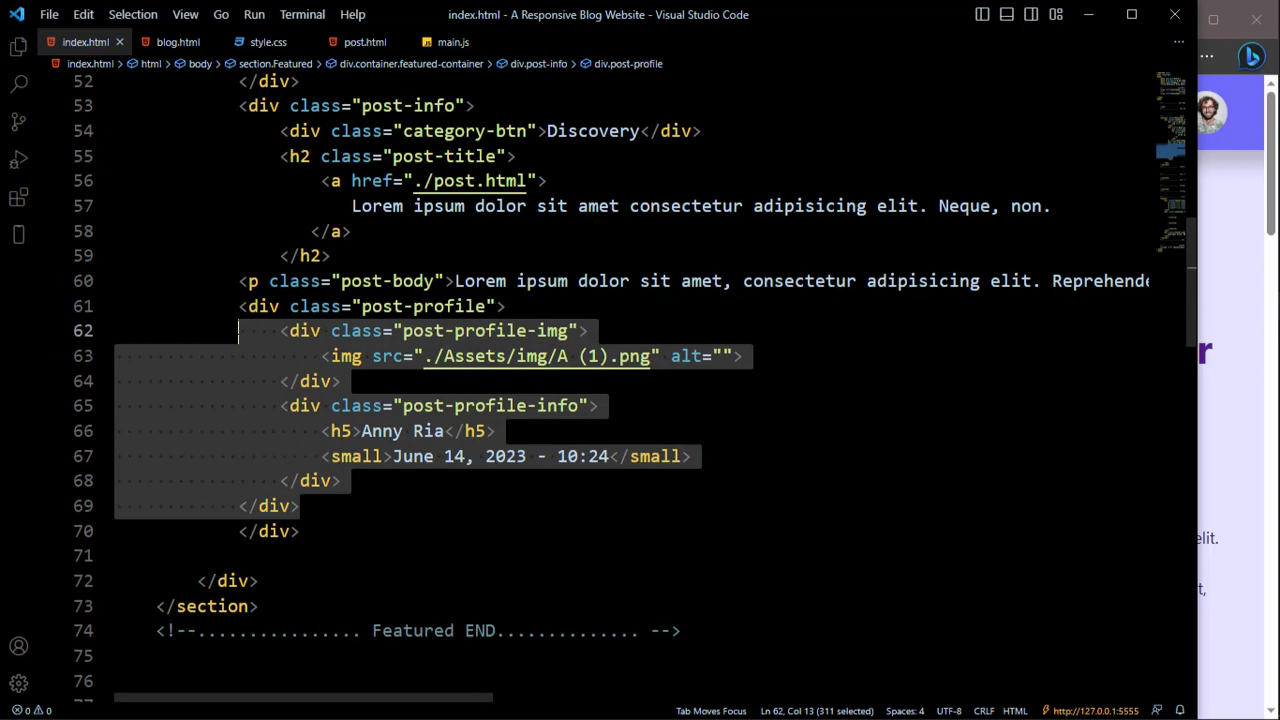 File Edit Selection View Go Run Terminal Help index.html - A Responsive Blog Website - Visual Studio Code
index.html blog.html style.css post.html main.js
index.html > html > body > section.Featured > div.container.featured-container > div.post-info > div.post-profile
52 </div>
53 <div class="post-info">
54 <div class="category-btn">Discovery</div>
55 <h2 class="post-title">
56 <a href="./post.html">
57 Lorem ipsum dolor sit amet consectetur adipisicing elit. Neque, non.
58 </a>
59 </h2>
60 <p class="post-body">Lorem ipsum dolor sit amet, consectetur adipisicing elit. Reprehende
61 <div class="post-profile">
62 <div class="post-profile-img">
63 <img src="./Assets/img/A (1).png" alt="">
64 </div>
65 <div class="post-profile-info">
66 <h5>Anny Ria</h5>
67 <small>June 14, 2023 - 10:24</small>
68 </div>
69 </div>
70 </div>
71
72 </div>
73 </section>
74 <!--................ Featured END.............. -->
75
76
r
elit.
t,
0 0 Tab Moves Focus Ln 62, Col 13 (311 selected) Spaces: 4 UTF-8 CRLF HTML http://127.0.0.1:5555